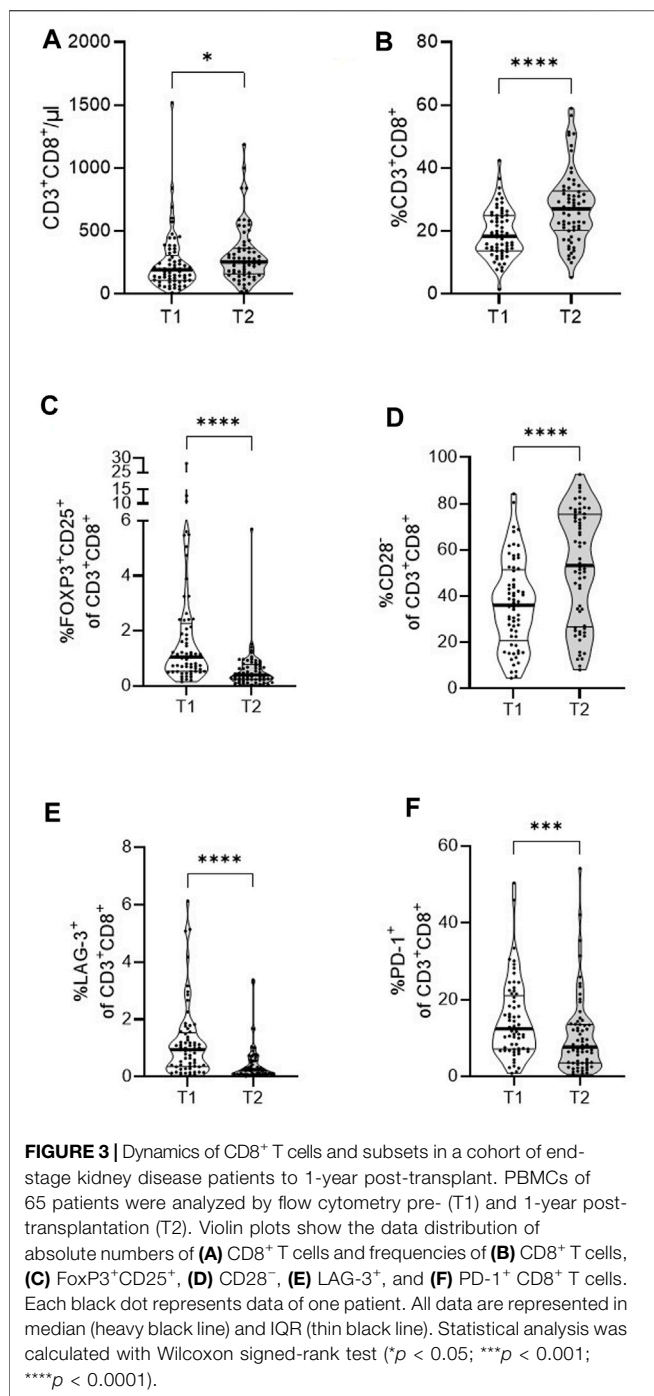 A
*
CD3⁺CD8⁺/µl
2000
1500
1000
500
0
T1 T2
B
****
%CD3⁺CD8⁺
80
60
40
20
0
T1 T2
C
****
%FOXP3⁺CD25⁺
of CD3⁺CD8⁺
30
25
15
10
6
4
2
0
T1 T2
D
****
%CD28⁻
of CD3⁺CD8⁺
100
80
60
40
20
0
T1 T2
E
****
%LAG-3⁺
of CD3⁺CD8⁺
8
6
4
2
0
T1 T2
F
***
%PD-1⁺
of CD3⁺CD8⁺
60
40
20
0
T1 T2
FIGURE 3 | Dynamics of CD8⁺ T cells and subsets in a cohort of end-
stage kidney disease patients to 1-year post-transplant. PBMCs of
65 patients were analyzed by flow cytometry pre- (T1) and 1-year post-
transplantation (T2). Violin plots show the data distribution of
absolute numbers of (A) CD8⁺ T cells and frequencies of (B) CD8⁺ T cells,
(C) FoxP3⁺CD25⁺, (D) CD28⁻, (E) LAG-3⁺, and (F) PD-1⁺ CD8⁺ T cells.
Each black dot represents data of one patient. All data are represented in
median (heavy black line) and IQR (thin black line). Statistical analysis was
calculated with Wilcoxon signed-rank test (*p < 0.05; ***p < 0.001;
****p < 0.0001).